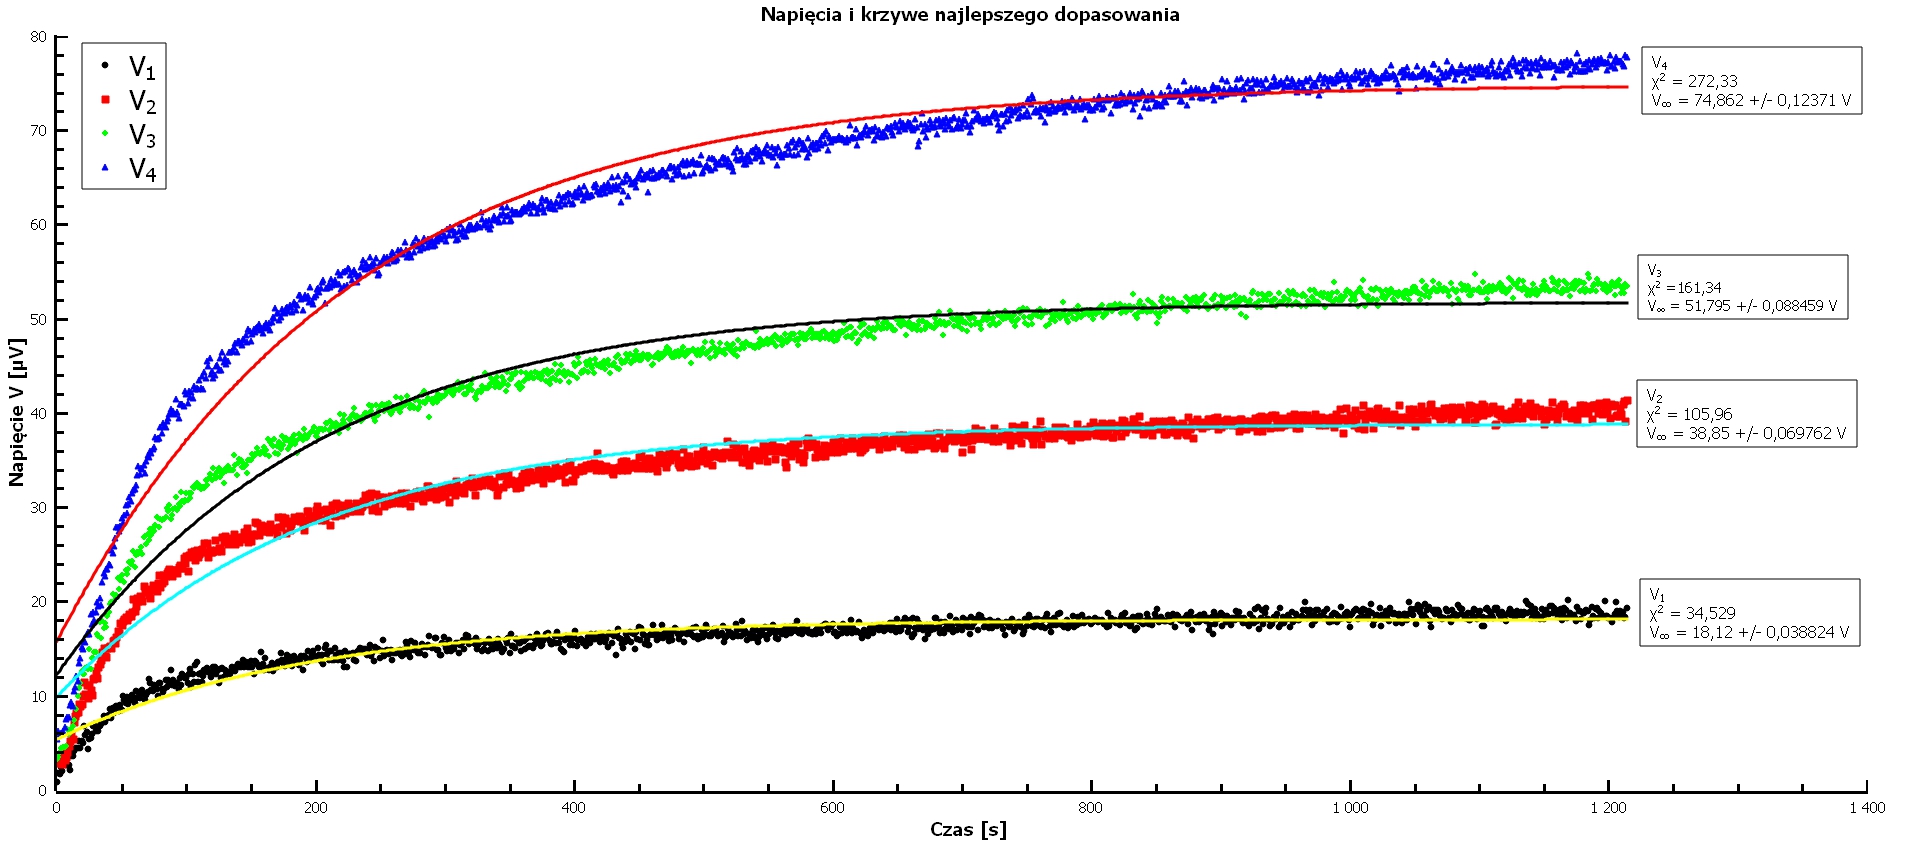 Napięcia i krzywe najlepszego dopasowania
80
70
60
50
40
30
20
10
0
Napięcie V [µV]
V₁
V₂
V₃
V₄
V₄
χ² = 272,33
V∞ = 74,862 +/- 0,12371 V
V₃
χ² =161,34
V∞ = 51,795 +/- 0,088459 V
V₂
χ² = 105,96
V∞ = 38,85 +/- 0,069762 V
V₁
χ² = 34,529
V∞ = 18,12 +/- 0,038824 V
0 200 400 600 800 1 000 1 200 1 400
Czas [s]